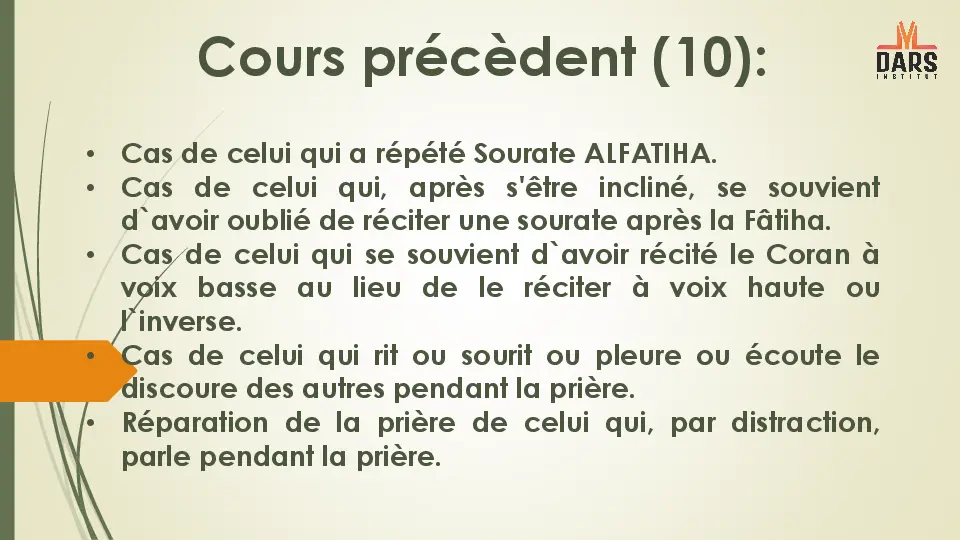 Cours précèdent (10):
DARS
INSTITUT
• Cas de celui qui a répété Sourate ALFATIHA.
• Cas de celui qui, après s'être incliné, se souvient
d`avoir oublié de réciter une sourate après la Fâtiha.
• Cas de celui qui se souvient d`avoir récité le Coran à
voix basse au lieu de le réciter à voix haute ou
l`inverse.
• Cas de celui qui rit ou sourit ou pleure ou écoute le
discoure des autres pendant la prière.
• Réparation de la prière de celui qui, par distraction,
parle pendant la prière.